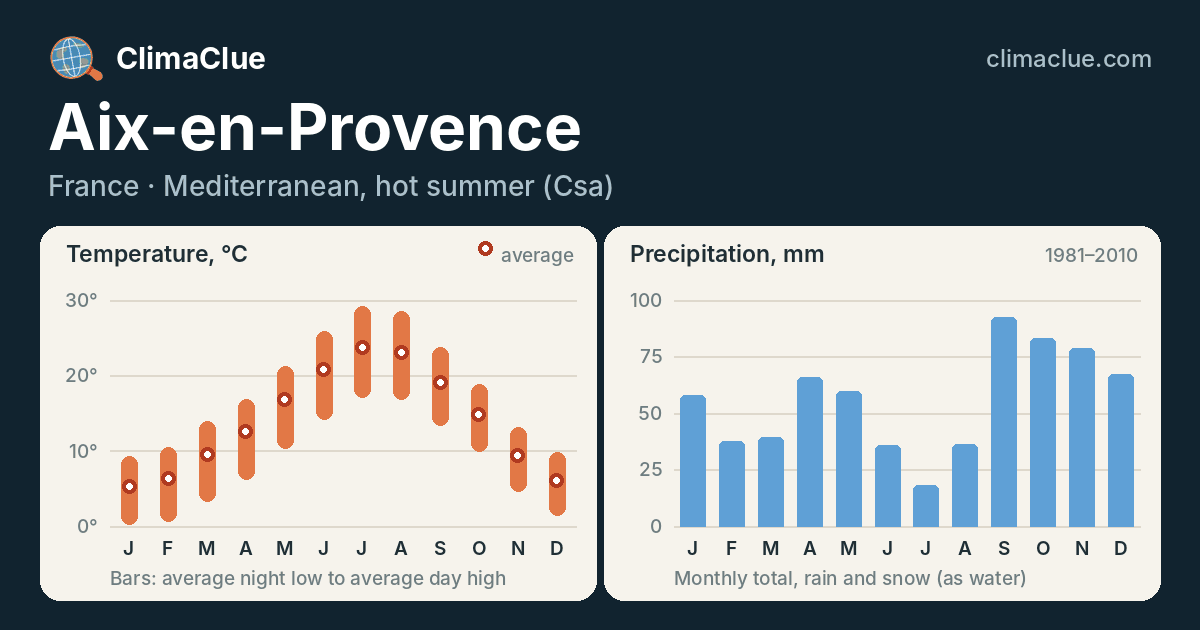 ClimaClue
climaclue.com
Aix-en-Provence
France · Mediterranean, hot summer (Csa)
Temperature, °C
average
30°
20°
10°
0°
J F M A M J J A S O N D
Bars: average night low to average day high
Precipitation, mm
1981–2010
100
75
50
25
0
J F M A M J J A S O N D
Monthly total, rain and snow (as water)